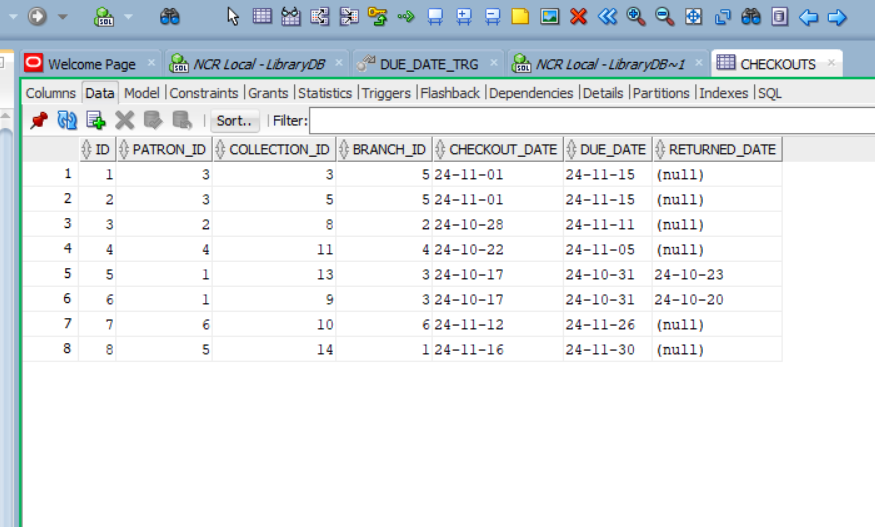 SQL
Welcome Page × NCR Local - LibraryDB × DUE_DATE_TRG × NCR Local - LibraryDB~1 × CHECKOUTS ×
Columns Data Model | Constraints | Grants | Statistics | Triggers | Flashback | Dependencies | Details | Partitions | Indexes | SQL
Sort.. Filter:
ID PATRON_ID COLLECTION_ID BRANCH_ID CHECKOUT_DATE DUE_DATE RETURNED_DATE
1 1 3 3 5 24-11-01 24-11-15 (null)
2 2 3 5 5 24-11-01 24-11-15 (null)
3 3 2 8 2 24-10-28 24-11-11 (null)
4 4 4 11 4 24-10-22 24-11-05 (null)
5 5 1 13 3 24-10-17 24-10-31 24-10-23
6 6 1 9 3 24-10-17 24-10-31 24-10-20
7 7 6 10 6 24-11-12 24-11-26 (null)
8 8 5 14 1 24-11-16 24-11-30 (null)